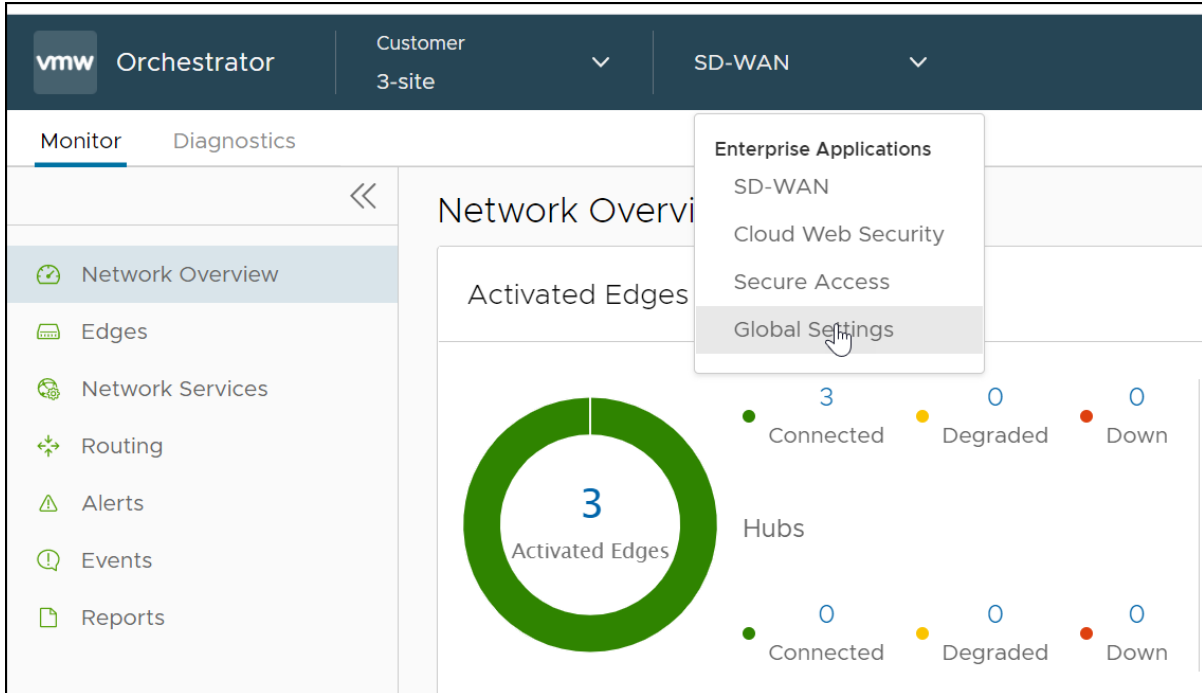 vmw Orchestrator
Customer
3-site
SD-WAN
Monitor Diagnostics
Enterprise Applications
SD-WAN
Cloud Web Security
Secure Access
Global Settings
Network Overvi
Network Overview
Edges
Network Services
Routing
Alerts
Events
Reports
Activated Edges
3
Activated Edges
3 0 0
Connected Degraded Down
Hubs
0 0 0
Connected Degraded Down